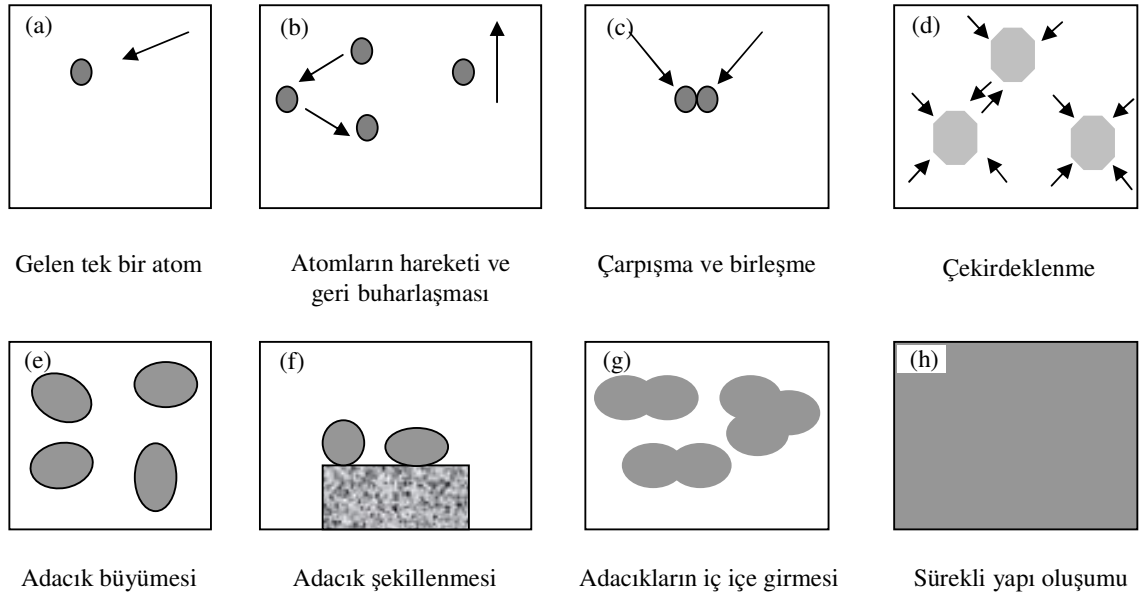 (a)
(b)
(c)
(d)
Gelen tek bir atom
Atomların hareketi ve
geri buharlaşması
Çarpışma ve birleşme
Çekirdeklenme
(e)
(f)
(g)
(h)
Adacık büyümesi
Adacık şekillenmesi
Adacıkların iç içe girmesi
Sürekli yapı oluşumu